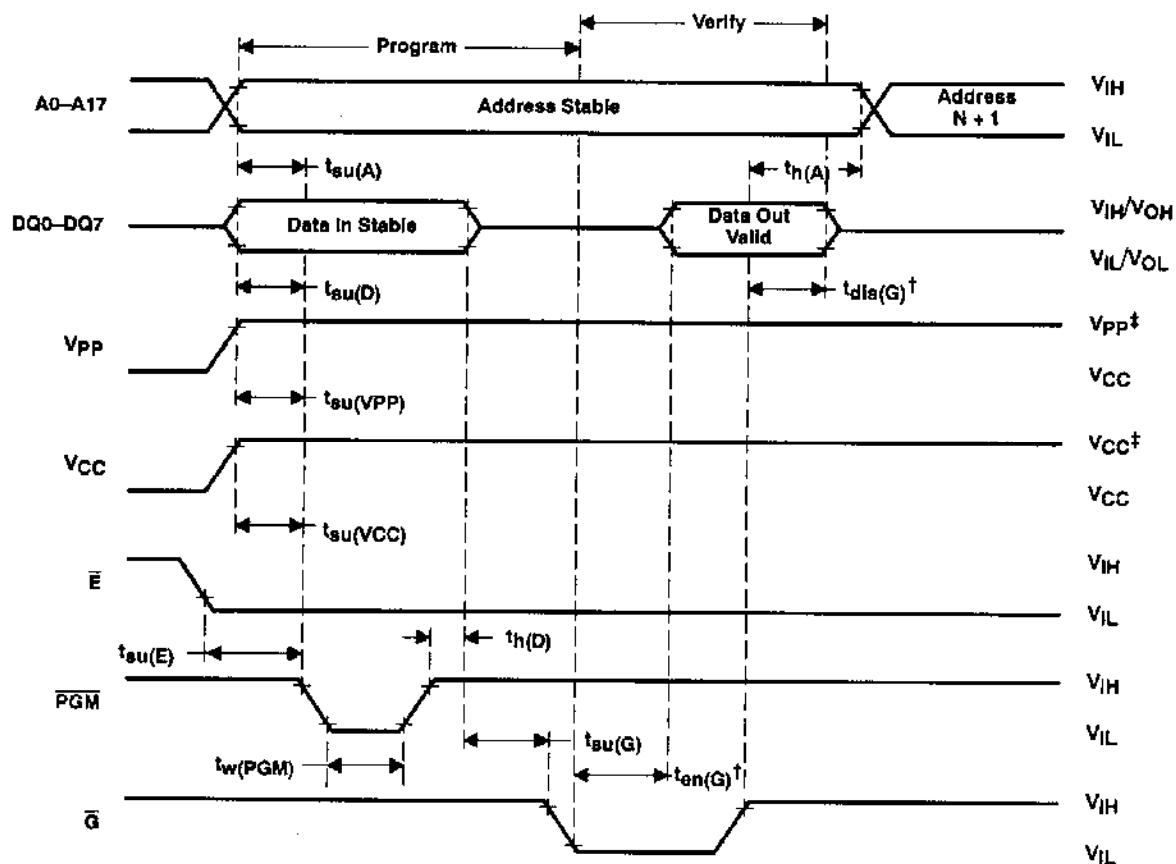 Verify
Program
A0–A17
Address Stable
Address
N + 1
VIH
VIL
tsu(A)
th(A)
DQ0–DQ7
Data In Stable
Data Out
Valid
VIH/VOH
VIL/VOL
tsu(D)
tdis(G)†
VPP
VPP‡
VCC
tsu(VPP)
VCC
VCC‡
VCC
tsu(VCC)
E̅
VIH
VIL
tsu(E)
th(D)
P̅G̅M̅
VIH
VIL
tw(PGM)
tsu(G)
ten(G)†
G̅
VIH
VIL